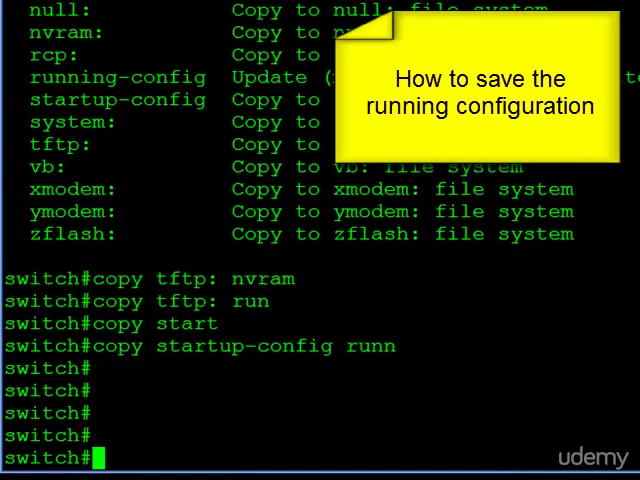 null: Copy to null: file system
nvram: Copy to
rcp: Copy to
running-config Update (
startup-config Copy to
system: Copy to
tftp: Copy to
vb: Copy to vb: file system
xmodem: Copy to xmodem: file system
ymodem: Copy to ymodem: file system
zflash: Copy to zflash: file system
How to save the
running configuration
switch#copy tftp: nvram
switch#copy tftp: run
switch#copy start
switch#copy startup-config runn
switch#
switch#
switch#
switch#
switch#
udemy